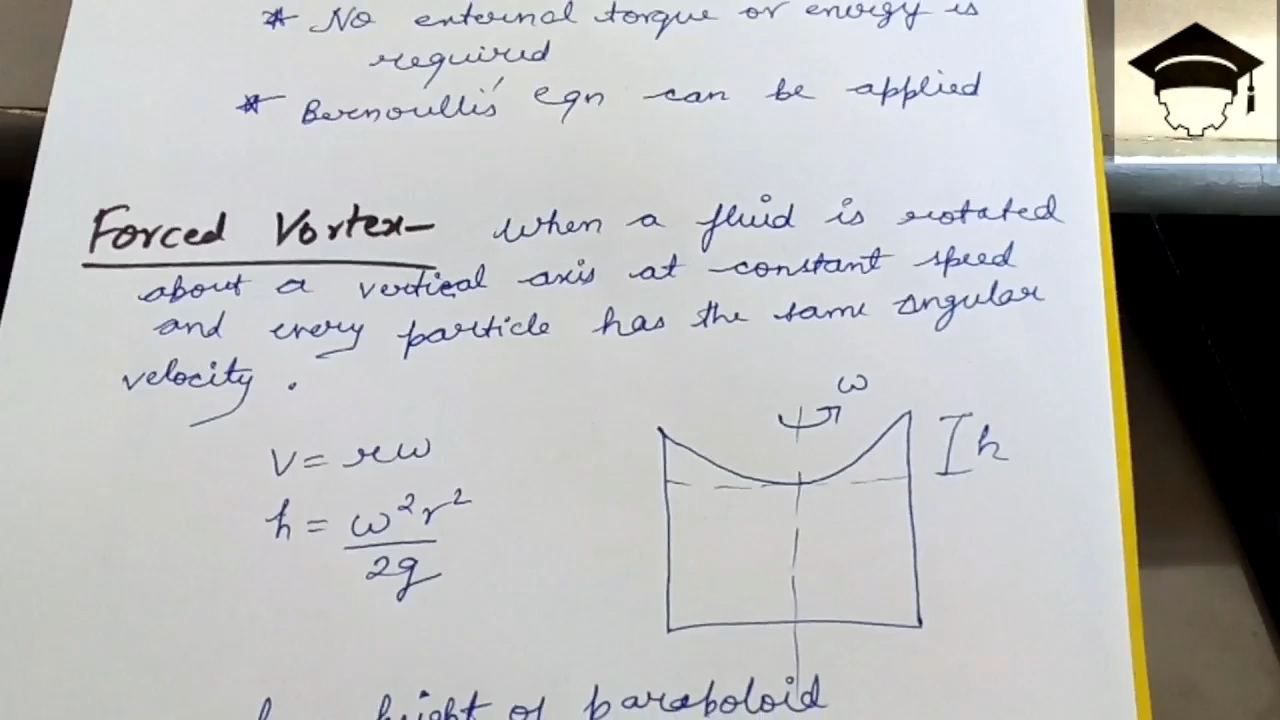 * No external torque or energy is
required
* Bernoulli's eqn can be applied
Forced Vortex- When a fluid is rotated
about a vertical axis at constant speed
and every particle has the same angular
velocity.
V = rω
h = ω²r²
2g
ω
h
height of paraboloid